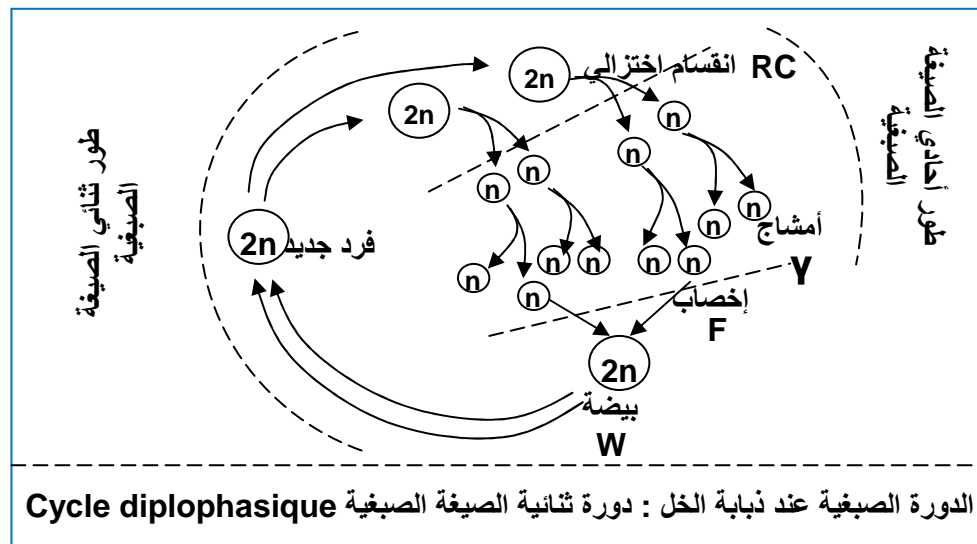 انقسام اختزالي RC
2n
2n
n
n
n
n
n
n
أمشاج
γ
n
n
n
n
n
n
إخصاب
F
2n
بيضة
W
2n فرد جديد
طور ثنائي الصيغة
الصبغية
طور أحادي الصيغة
الصبغية
الدورة الصبغية عند ذبابة الخل : دورة ثنائية الصيغة الصبغية Cycle diplophasique